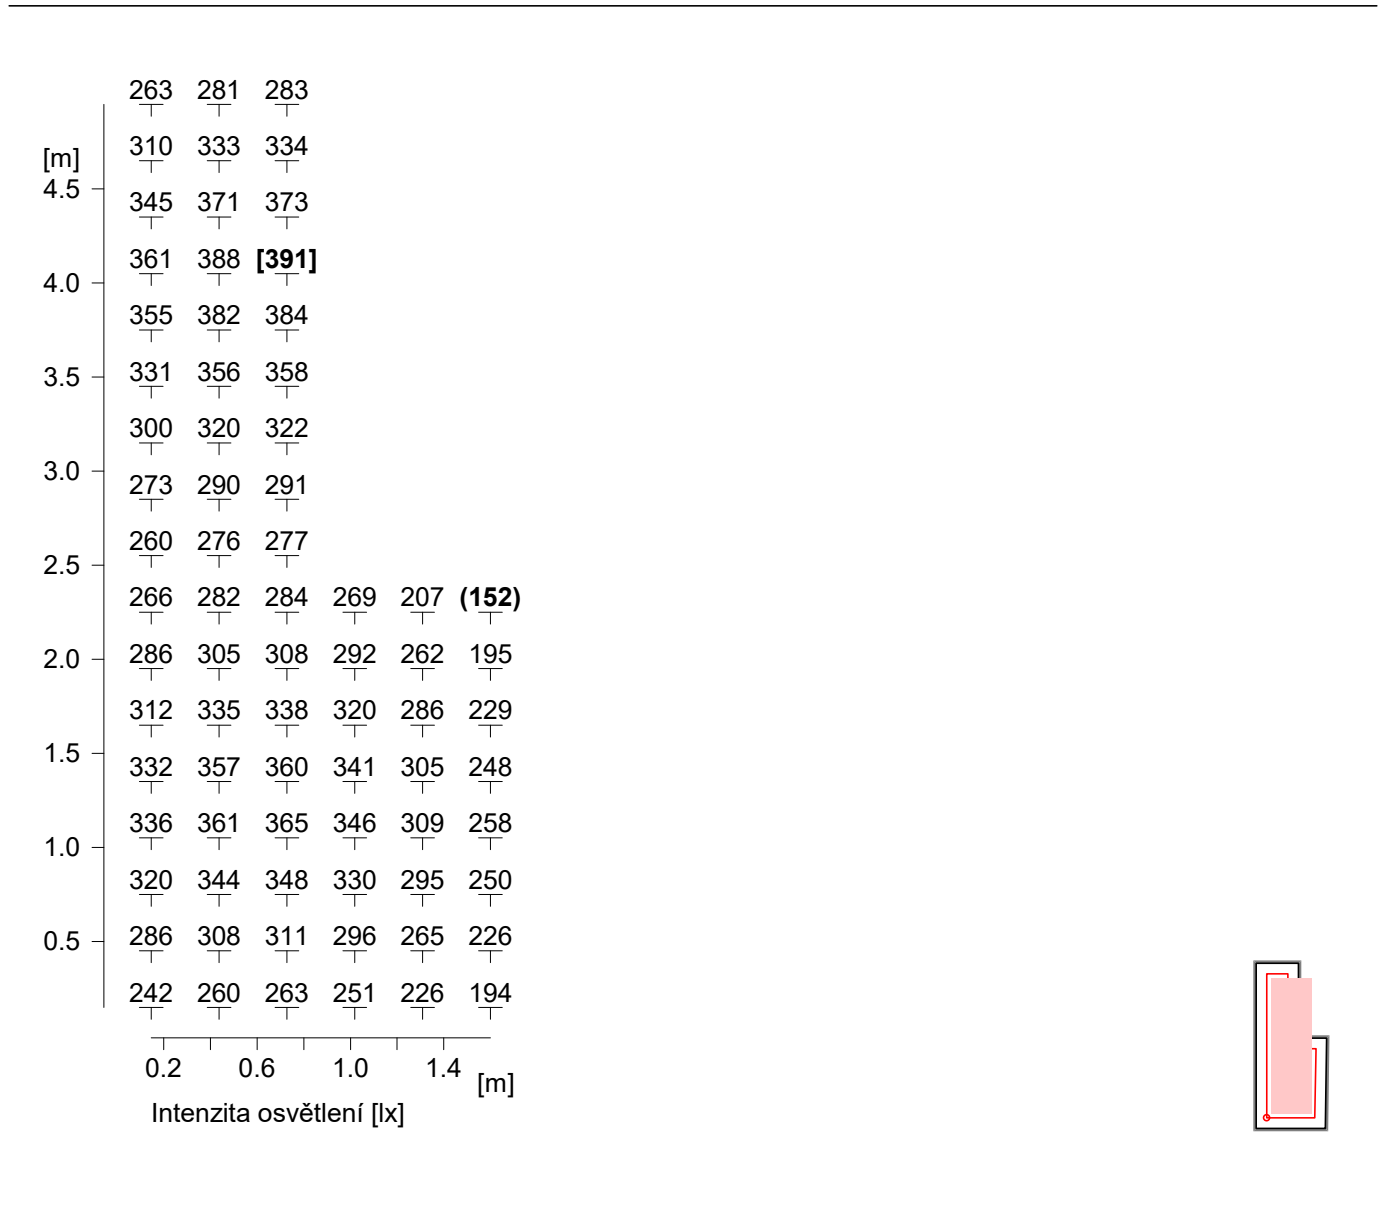 263 281 283
310 333 334
[m]
4.5
345 371 373
361 388 [391]
4.0
355 382 384
3.5
331 356 358
300 320 322
3.0
273 290 291
260 276 277
2.5
266 282 284 269 207 (152)
2.0
286 305 308 292 262 195
312 335 338 320 286 229
1.5
332 357 360 341 305 248
336 361 365 346 309 258
1.0
320 344 348 330 295 250
0.5
286 308 311 296 265 226
242 260 263 251 226 194
0.2 0.6 1.0 1.4 [m]
Intenzita osvětlení [lx]